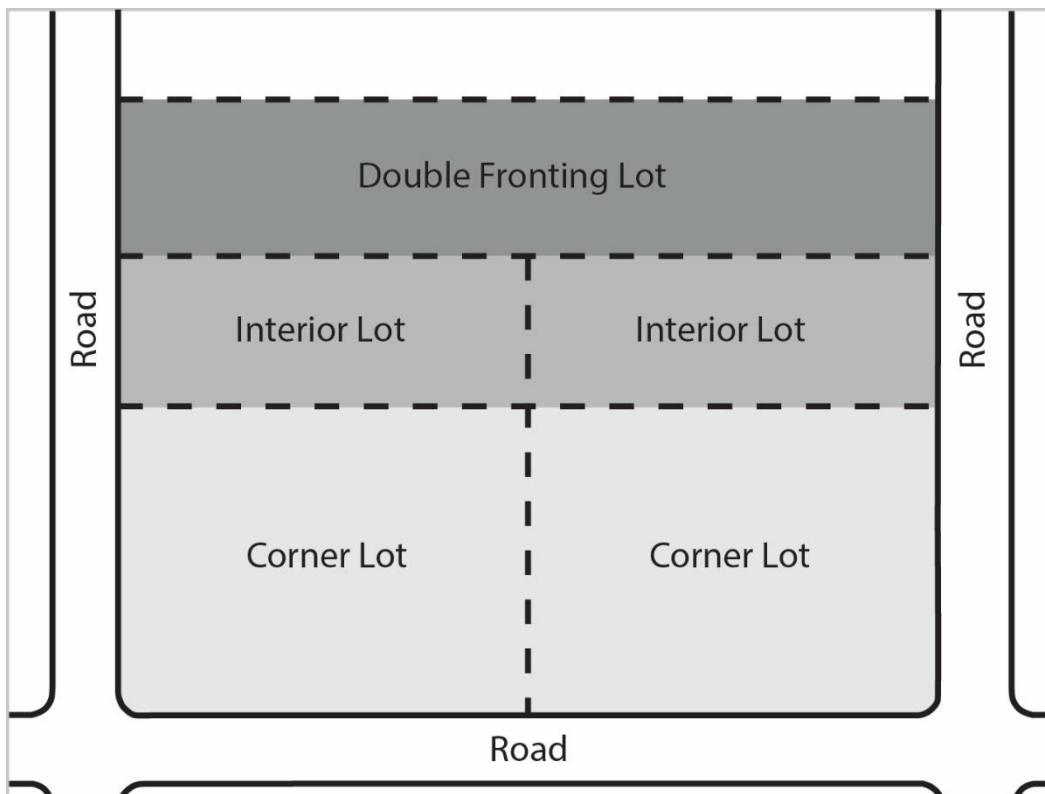 Double Fronting Lot
Road
Interior Lot
Interior Lot
Road
Corner Lot
Corner Lot
Road